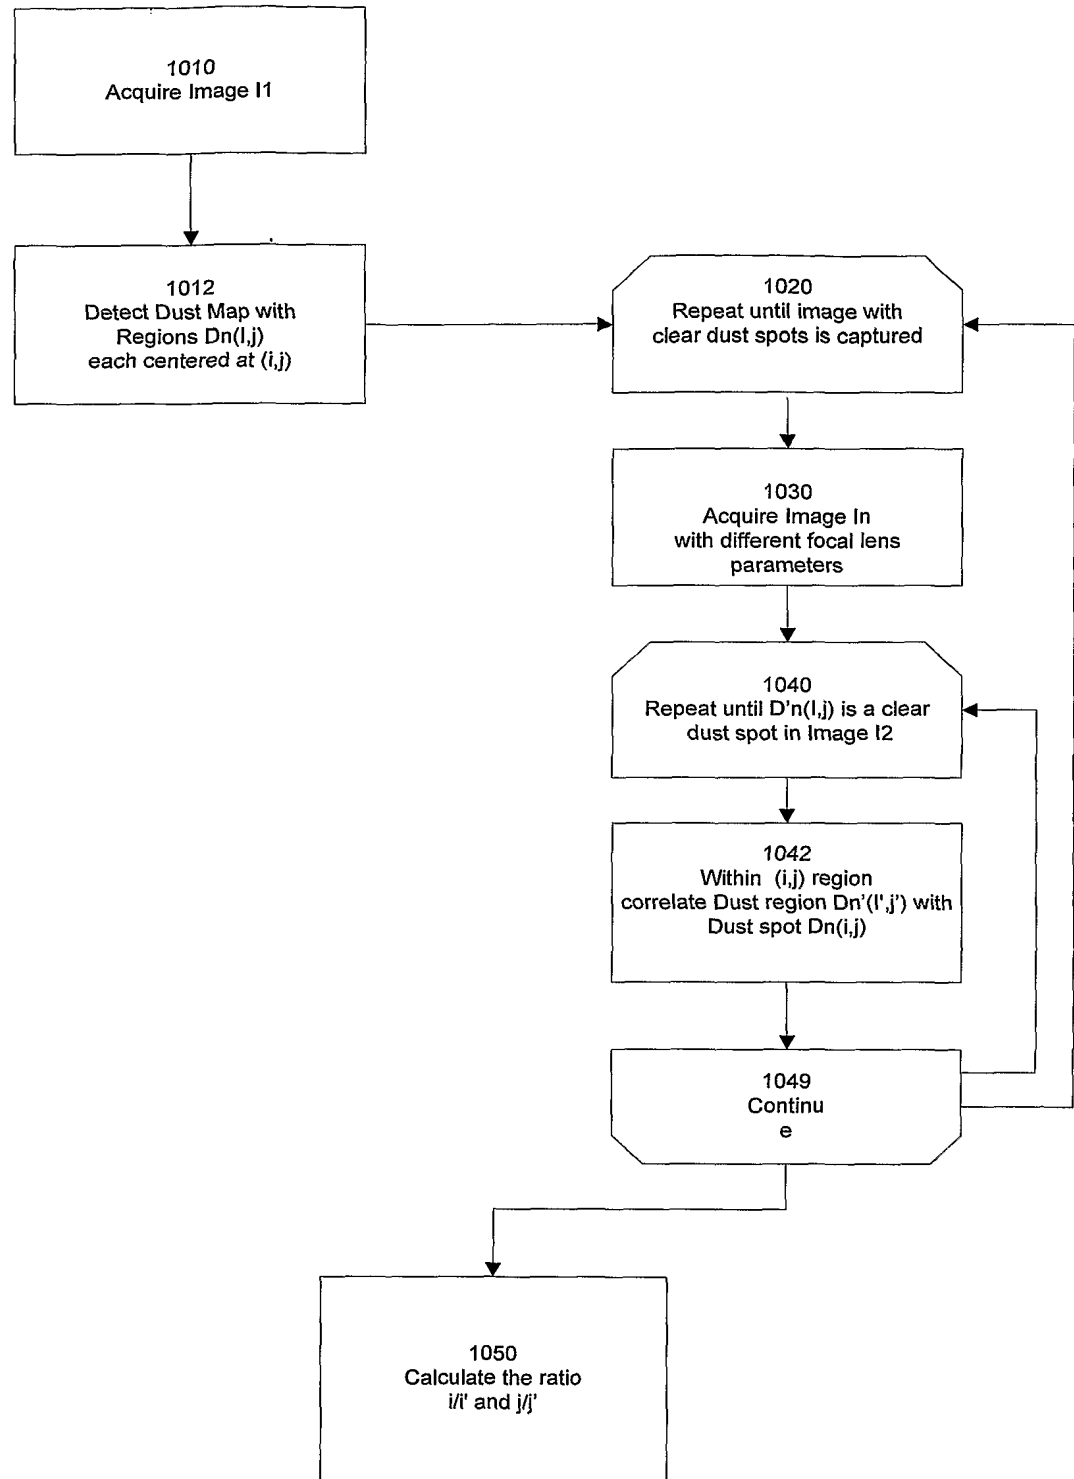 1010
Acquire Image I1
1012
Detect Dust Map with
Regions Dn(I,j)
each centered at (i,j)
1020
Repeat until image with
clear dust spots is captured
1030
Acquire Image In
with different focal lens
parameters
1040
Repeat until D'n(I,j) is a clear
dust spot in Image I2
1042
Within (i,j) region
correlate Dust region Dn'(I',j') with
Dust spot Dn(i,j)
1049
Continu
e
1050
Calculate the ratio
i/i' and j/j'